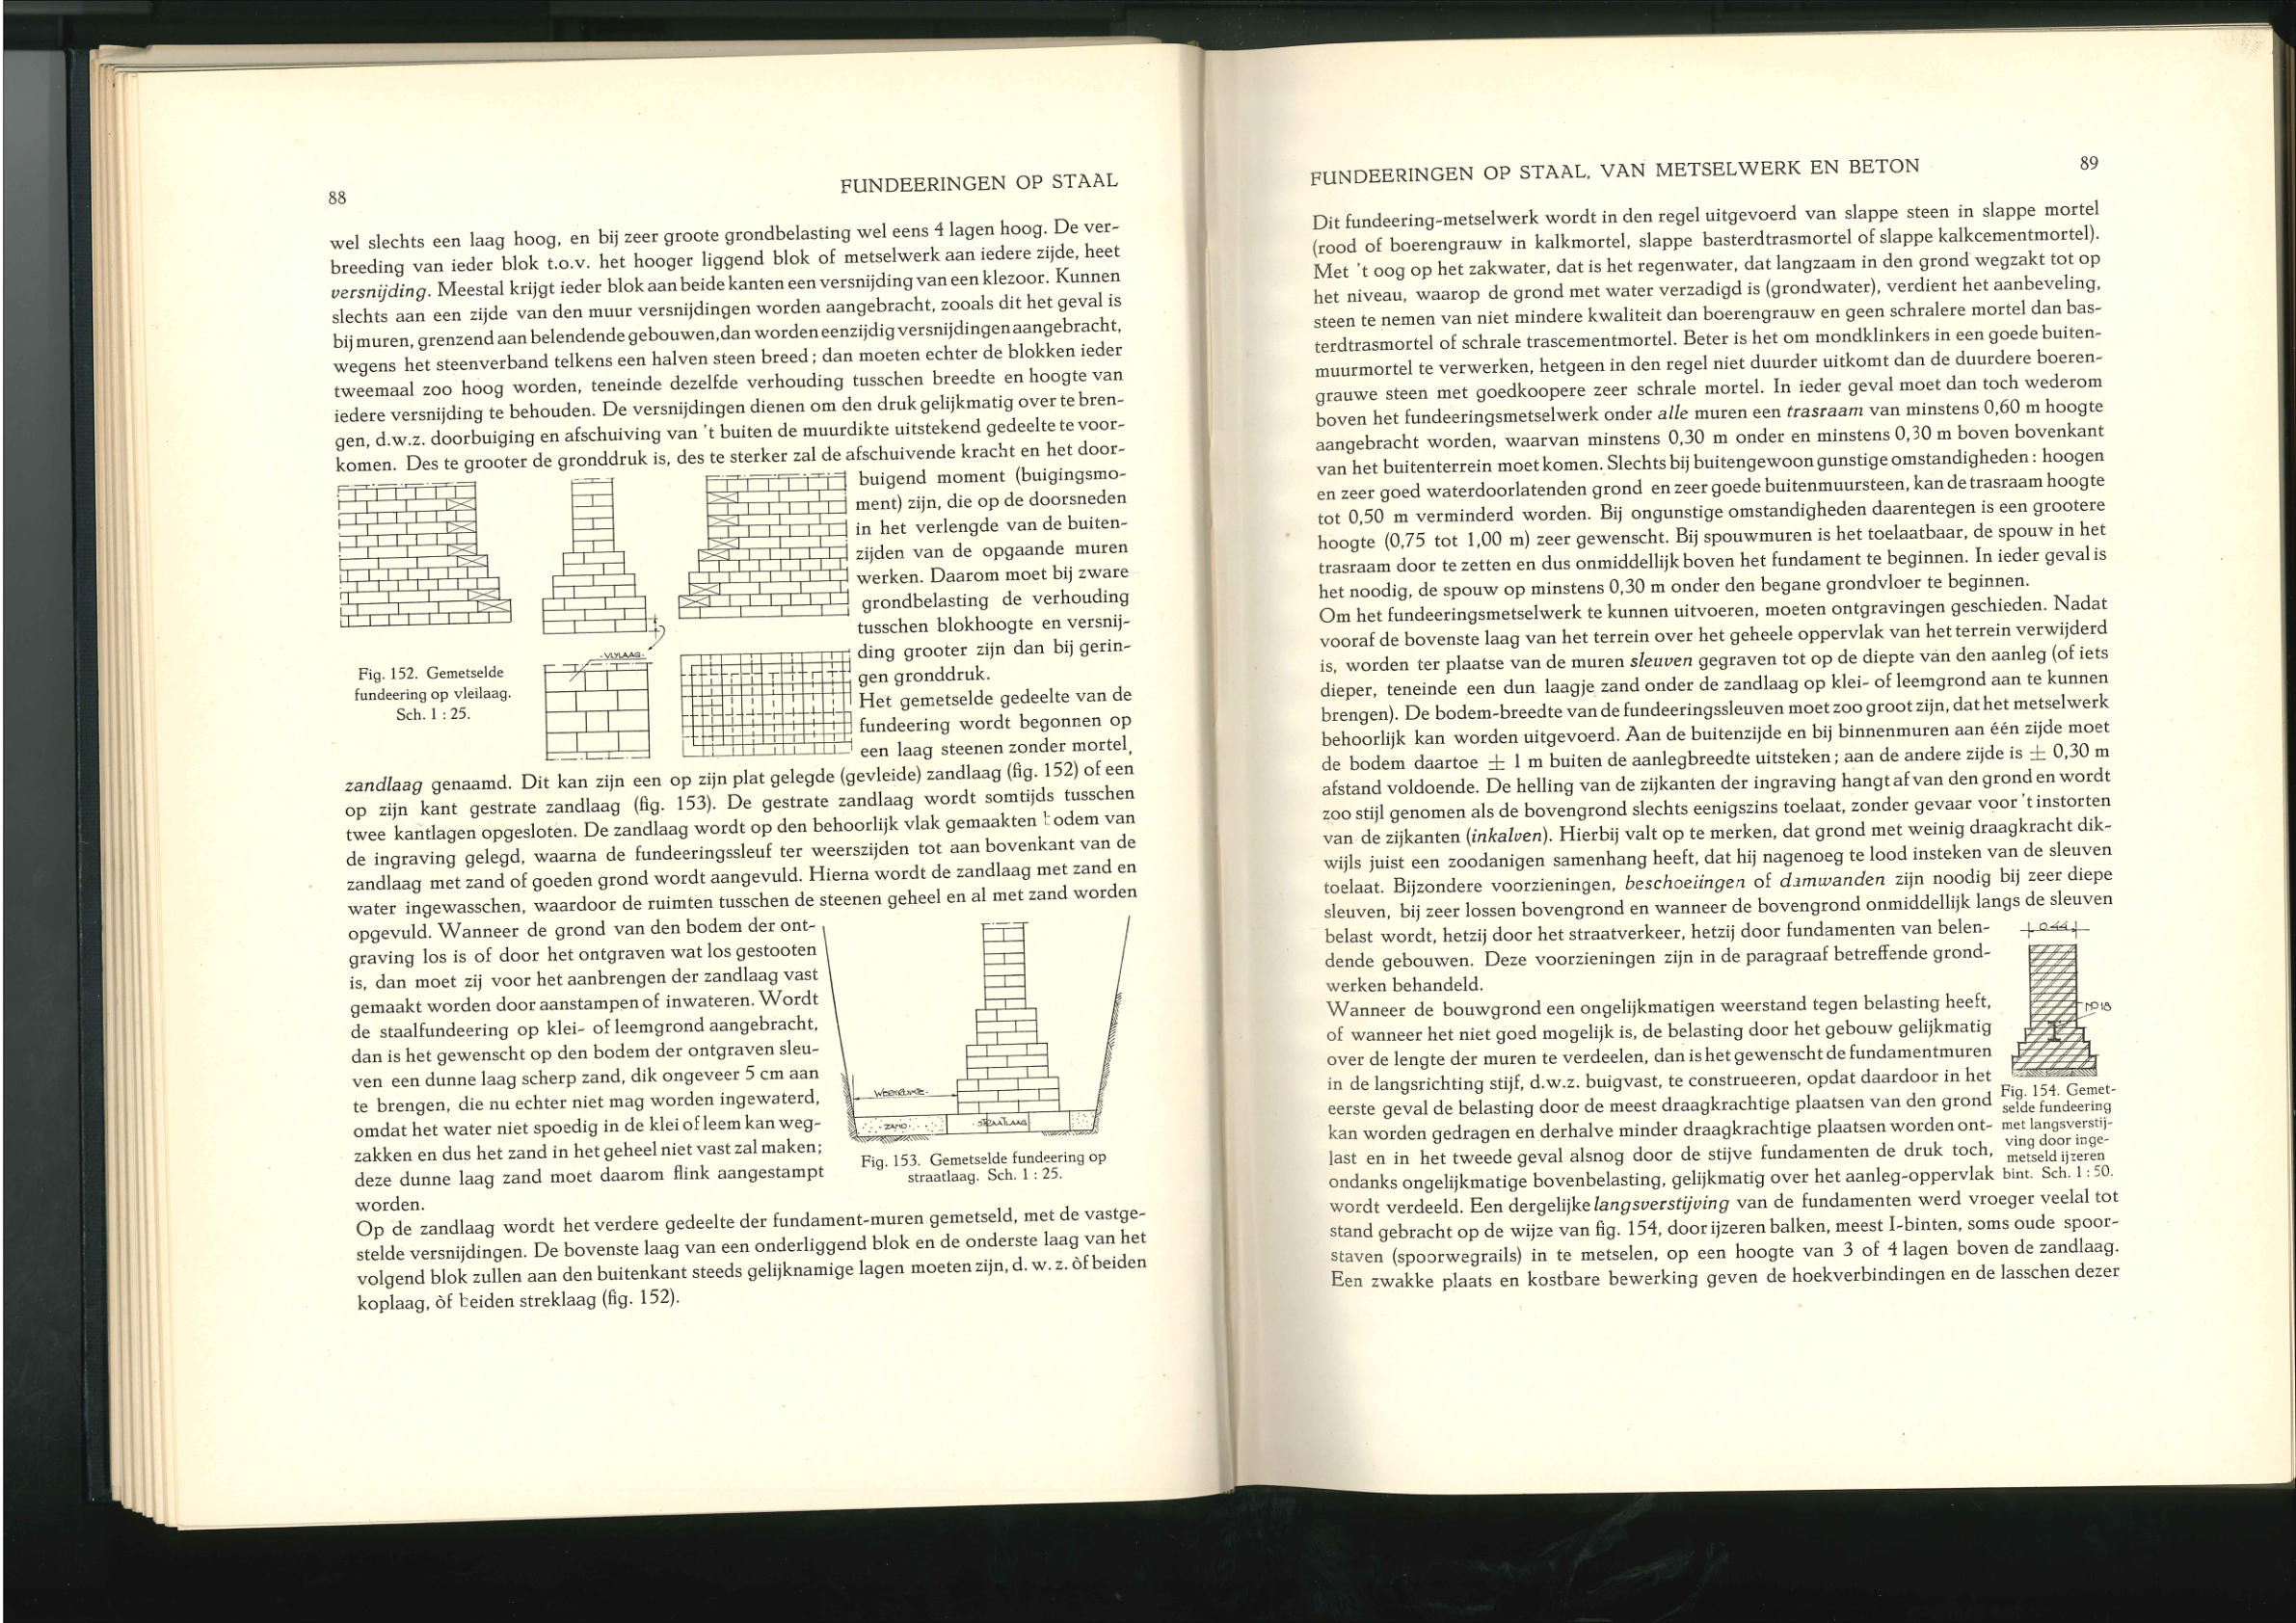 88
FUNDEERINGEN OP STAAL
wel slechts een laag hoog, en bij zeer groote grondbelasting wel eens 4 lagen hoog. De ver-
breeding van ieder blok t.o.v. het hooger liggend blok of metselwerk aan iedere zijde, heet
versnijding. Meestal krijgt ieder blok aan beide kanten een versnijding van een klezoor. Kunnen
slechts aan een zijde van den muur versnijdingen worden aangebracht, zooals dit het geval is
bij muren, grenzend aan belendende gebouwen, dan worden eenzijdig versnijdingen aangebracht,
wegens het steenverband telkens een halven steen breed; dan moeten echter de blokken ieder
tweemaal zoo hoog worden, teneinde dezelfde verhouding tusschen breedte en hoogte van
iedere versnijding te behouden. De versnijdingen dienen om den druk gelijkmatig over te bren-
gen, d.w.z. doorbuiging en afschuiving van 't buiten de muurdikte uitstekend gedeelte te voor-
komen. Des te grooter de gronddruk is, des te sterker zal de afschuivende kracht en het door-
buigend moment (buigingsmo-
ment) zijn, die op de doorsneden
in het verlengde van de buiten-
zijden van de opgaande muren
werken. Daarom moet bij zware
grondbelasting de verhouding
tusschen blokhoogte en versnij-
ding grooter zijn dan bij gerin-
gen gronddruk.
Het gemetselde gedeelte van de
fundeering wordt begonnen op
een laag steenen zonder mortel,
VLYLAAG
Fig. 152. Gemetselde
fundeering op vleilaag.
Sch. 1 : 25.
zandlaag genaamd. Dit kan zijn een op zijn plat gelegde (gevleide) zandlaag (fig. 152) of een
op zijn kant gestrate zandlaag (fig. 153). De gestrate zandlaag wordt somtijds tusschen
twee kantlagen opgesloten. De zandlaag wordt op den behoorlijk vlak gemaakten bodem van
de ingraving gelegd, waarna de fundeeringssleuf ter weerszijden tot aan bovenkant van de
zandlaag met zand of goeden grond wordt aangevuld. Hierna wordt de zandlaag met zand en
water ingewasschen, waardoor de ruimten tusschen de steenen geheel en al met zand worden
opgevuld. Wanneer de grond van den bodem der ont-
graving los is of door het ontgraven wat los gestooten
is, dan moet zij voor het aanbrengen der zandlaag vast
gemaakt worden door aanstampen of inwateren. Wordt
de staalfundeering op klei- of leemgrond aangebracht,
dan is het gewenscht op den bodem der ontgraven sleu-
ven een dunne laag scherp zand, dik ongeveer 5 cm aan
te brengen, die nu echter niet mag worden ingewaterd,
omdat het water niet spoedig in de klei of leem kan weg-
zakken en dus het zand in het geheel niet vast zal maken;
deze dunne laag zand moet daarom flink aangestampt
worden.
WERKRUIMTE
ZAND
STRAATLAAG
Fig. 153. Gemetselde fundeering op
straatlaag. Sch. 1 : 25.
Op de zandlaag wordt het verdere gedeelte der fundament-muren gemetseld, met de vastge-
stelde versnijdingen. De bovenste laag van een onderliggend blok en de onderste laag van het
volgend blok zullen aan den buitenkant steeds gelijknamige lagen moeten zijn, d. w. z. òf beiden
koplaag, òf beiden streklaag (fig. 152).
FUNDEERINGEN OP STAAL, VAN METSELWERK EN BETON
89
Dit fundeering-metselwerk wordt in den regel uitgevoerd van slappe steen in slappe mortel
(rood of boerengrauw in kalkmortel, slappe basterdtrasmortel of slappe kalkcementmortel).
Met 't oog op het zakwater, dat is het regenwater, dat langzaam in den grond wegzakt tot op
het niveau, waarop de grond met water verzadigd is (grondwater), verdient het aanbeveling,
steen te nemen van niet mindere kwaliteit dan boerengrauw en geen schralere mortel dan bas-
terdtrasmortel of schrale trascementmortel. Beter is het om mondklinkers in een goede buiten-
muurmortel te verwerken, hetgeen in den regel niet duurder uitkomt dan de duurdere boeren-
grauwe steen met goedkoopere zeer schrale mortel. In ieder geval moet dan toch wederom
boven het fundeeringsmetselwerk onder alle muren een trasraam van minstens 0,60 m hoogte
aangebracht worden, waarvan minstens 0,30 m onder en minstens 0,30 m boven bovenkant
van het buitenterrein moet komen. Slechts bij buitengewoon gunstige omstandigheden: hoogen
en zeer goed waterdoorlatenden grond en zeer goede buitenmuursteen, kan de trasraam hoogte
tot 0,50 m verminderd worden. Bij ongunstige omstandigheden daarentegen is een grootere
hoogte (0,75 tot 1,00 m) zeer gewenscht. Bij spouwmuren is het toelaatbaar, de spouw in het
trasraam door te zetten en dus onmiddellijk boven het fundament te beginnen. In ieder geval is
het noodig, de spouw op minstens 0,30 m onder den begane grondvloer te beginnen.
Om het fundeeringsmetselwerk te kunnen uitvoeren, moeten ontgravingen geschieden. Nadat
vooraf de bovenste laag van het terrein over het geheele oppervlak van het terrein verwijderd
is, worden ter plaatse van de muren sleuven gegraven tot op de diepte van den aanleg (of iets
dieper, teneinde een dun laagje zand onder de zandlaag op klei- of leemgrond aan te kunnen
brengen). De bodem-breedte van de fundeeringssleuven moet zoo groot zijn, dat het metselwerk
behoorlijk kan worden uitgevoerd. Aan de buitenzijde en bij binnenmuren aan één zijde moet
de bodem daartoe ± 1 m buiten de aanlegbreedte uitsteken; aan de andere zijde is ± 0,30 m
afstand voldoende. De helling van de zijkanten der ingraving hangt af van den grond en wordt
zoo stijl genomen als de bovengrond slechts eenigszins toelaat, zonder gevaar voor 't instorten
van de zijkanten (inkalven). Hierbij valt op te merken, dat grond met weinig draagkracht dik-
wijls juist een zoodanigen samenhang heeft, dat hij nagenoeg te lood insteken van de sleuven
toelaat. Bijzondere voorzieningen, beschoeiingen of damwanden zijn noodig bij zeer diepe
sleuven, bij zeer lossen bovengrond en wanneer de bovengrond onmiddellijk langs de sleuven
belast wordt, hetzij door het straatverkeer, hetzij door fundamenten van belen-
dende gebouwen. Deze voorzieningen zijn in de paragraaf betreffende grond-
werken behandeld.
Wanneer de bouwgrond een ongelijkmatigen weerstand tegen belasting heeft,
of wanneer het niet goed mogelijk is, de belasting door het gebouw gelijkmatig
over de lengte der muren te verdeelen, dan is het gewenscht de fundamentmuren
in de langsrichting stijf, d.w.z. buigvast, te construeeren, opdat daardoor in het
eerste geval de belasting door de meest draagkrachtige plaatsen van den grond
kan worden gedragen en derhalve minder draagkrachtige plaatsen worden ont-
last en in het tweede geval alsnog door de stijve fundamenten de druk toch,
ondanks ongelijkmatige bovenbelasting, gelijkmatig over het aanleg-oppervlak
0.44
NO 18
Fig. 154. Gemet-
selde fundeering
met langsverstij-
ving door inge-
metseld ijzeren
bint. Sch. 1 : 50.
wordt verdeeld. Een dergelijke langsverstijving van de fundamenten werd vroeger veelal tot
stand gebracht op de wijze van fig. 154, door ijzeren balken, meest I-binten, soms oude spoor-
staven (spoorwegrails) in te metselen, op een hoogte van 3 of 4 lagen boven de zandlaag.
Een zwakke plaats en kostbare bewerking geven de hoekverbindingen en de lasschen dezer